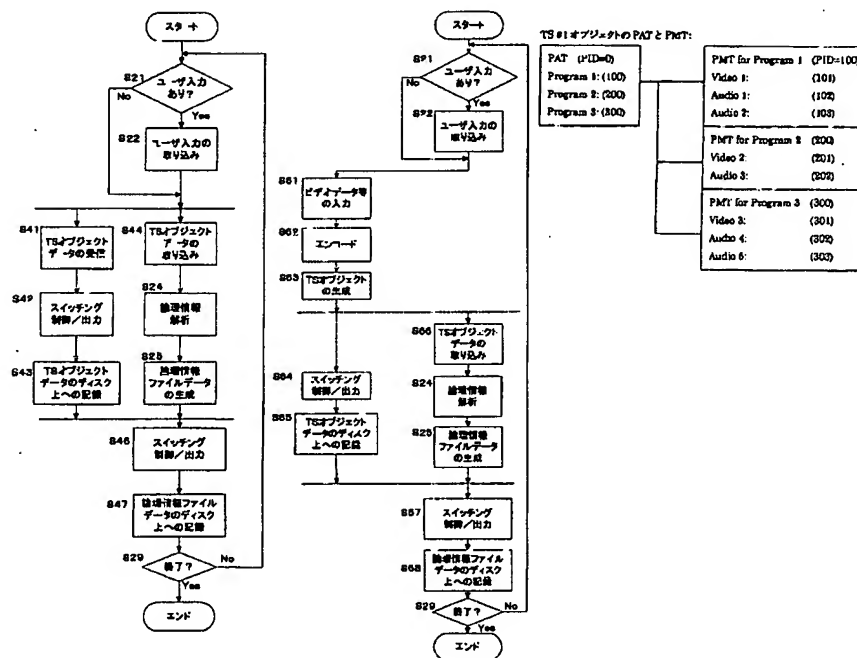 スタート
S21
ユーザ入力
あり?
No
Yes
S22
ユーザ入力の
取り込み
S41
TSオブジェクト
データの受信
S44
TSオブジェクト
データの
取り込み
S42
スイッチング
制御/出力
S24
論理情報
解析
S43
TSオブジェクト
データのディスク
上への記録
S25
論理情報
ファイルデータ
の生成
S46
スイッチング
制御/出力
S47
論理情報ファイル
データのディスク
上への記録
S29
終了?
No
Yes
エンド
スタート
S21
ユーザ入力
あり?
No
Yes
S22
ユーザ入力の
取り込み
S61
ビデオデータ等
の入力
S62
エンコード
S63
TSオブジェクト
の生成
S66
TSオブジェクト
データの
取り込み
S64
スイッチング
制御/出力
S24
論理情報
解析
S65
TSオブジェクト
データのディスク
上への記録
S25
論理情報
ファイルデータ
の生成
S67
スイッチング
制御/出力
S68
論理情報ファイル
データのディスク
上への記録
S29
終了?
No
Yes
エンド
TS #1 オブジェクトのPATとPMT:
PAT (PID=0)
Program 1: (100)
Program 2: (200)
Program 3: (300)
PMT for Program 1 (PID=100)
Video 1: (101)
Audio 1: (102)
Audio 2: (103)
PMT for Program 2 (200)
Video 2: (201)
Audio 3: (202)
PMT for Program 3 (300)
Video 3: (301)
Audio 4: (302)
Audio 5: (303)